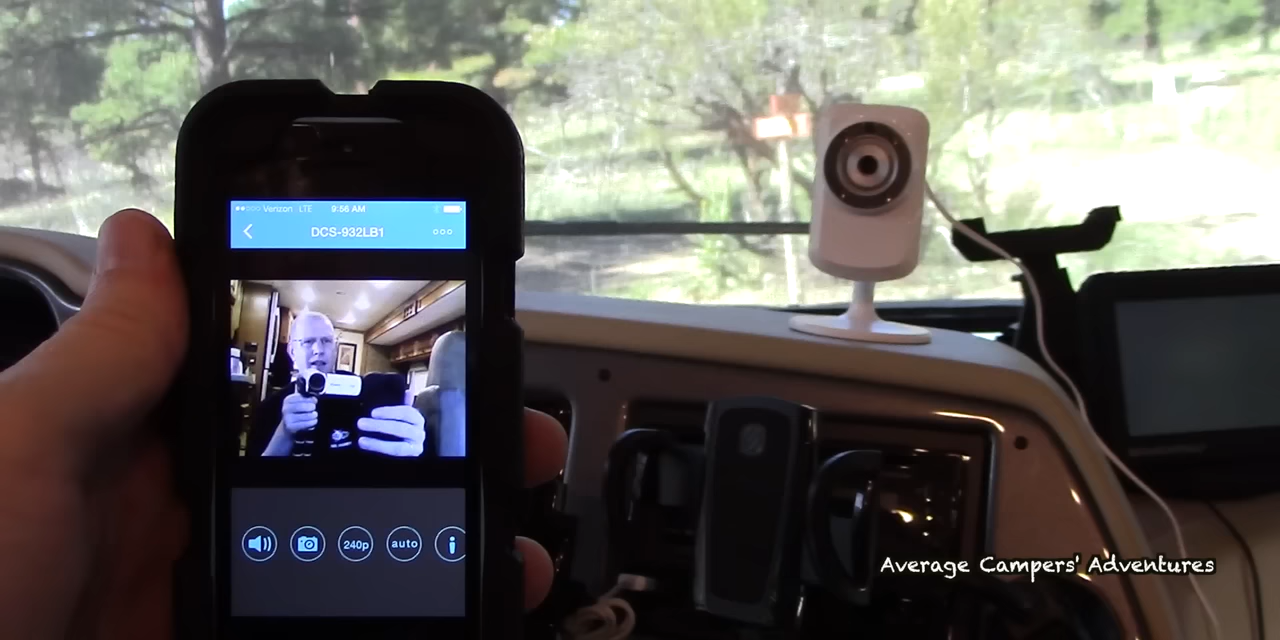 Verizon LTE 9:56 AM
DCS-932LB1
240p auto i
Average Campers' Adventures